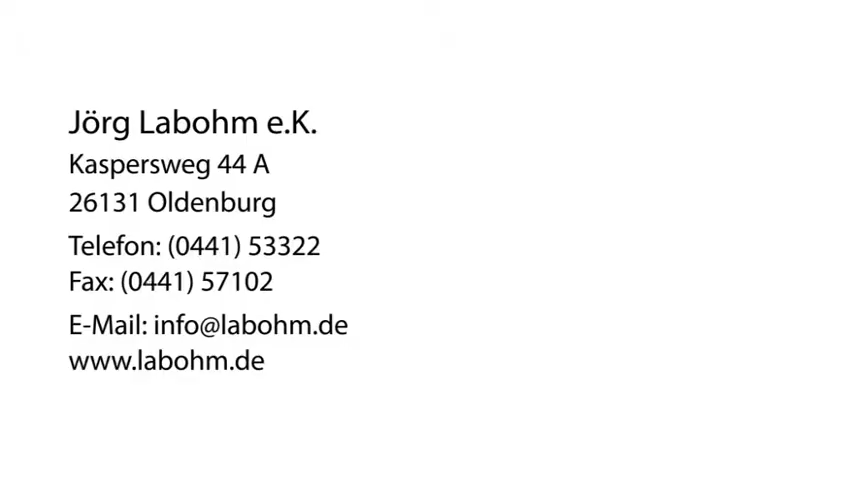 Jörg Labohm e.K.
Kaspersweg 44 A
26131 Oldenburg
Telefon: (0441) 53322
Fax: (0441) 57102
E-Mail: info@labohm.de
www.labohm.de